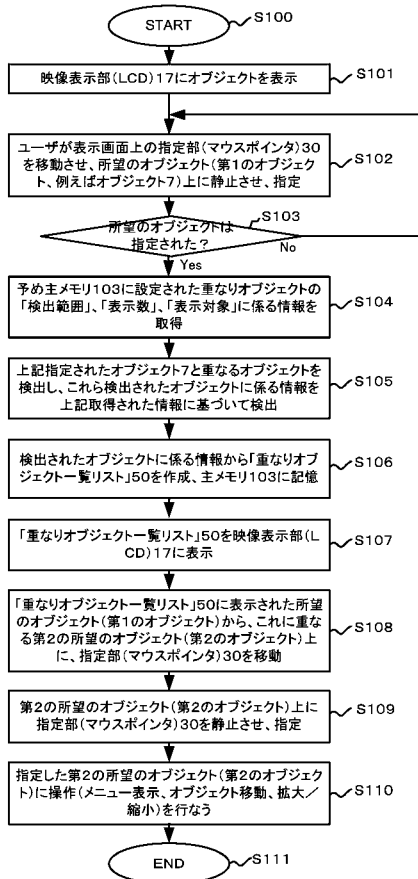 START
S100
映像表示部(LCD)17にオブジェクトを表示
S101
ユーザが表示画面上の指定部(マウスポインタ)30
を移動させ、所望のオブジェクト(第1のオブジェク
ト、例えばオブジェクト7)上に静止させ、指定
S102
所望のオブジェクトは
指定された?
S103
No
Yes
予め主メモリ103に設定された重なりオブジェクトの
「検出範囲」、「表示数」、「表示対象」に係る情報を
取得
S104
上記指定されたオブジェクト7と重なるオブジェクトを
検出し、これら検出されたオブジェクトに係る情報を
上記取得された情報に基づいて検出
S105
検出されたオブジェクトに係る情報から「重なりオブ
ジェクト一覧リスト」50を作成、主メモリ103に記憶
S106
「重なりオブジェクト一覧リスト」50を映像表示部(L
CD)17に表示
S107
「重なりオブジェクト一覧リスト」50に表示された所望
のオブジェクト(第1のオブジェクト)から、これに重な
る第2の所望のオブジェクト(第2のオブジェクト)上
に、指定部(マウスポインタ)30を移動
S108
第2の所望のオブジェクト(第2のオブジェクト)上に
指定部(マウスポインタ)30を静止させ、指定
S109
指定した第2の所望のオブジェクト(第2のオブジェク
ト)に操作(メニュー表示、オブジェクト移動、拡大/
縮小)を行なう
S110
END
S111